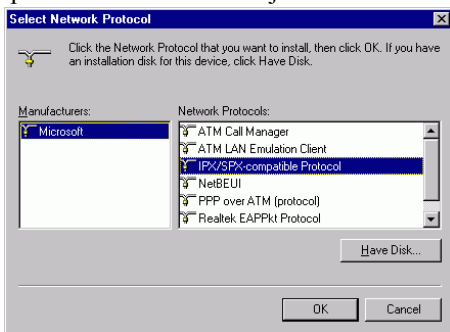 Select Network Protocol
Click the Network Protocol that you want to install, then click OK. If you have
an installation disk for this device, click Have Disk.
Manufacturers:
Network Protocols:
Microsoft
ATM Call Manager
ATM LAN Emulation Client
IPX/SPX-compatible Protocol
NetBEUI
PPP over ATM (protocol)
Realtek EAPPkt Protocol
Have Disk...
OK
Cancel